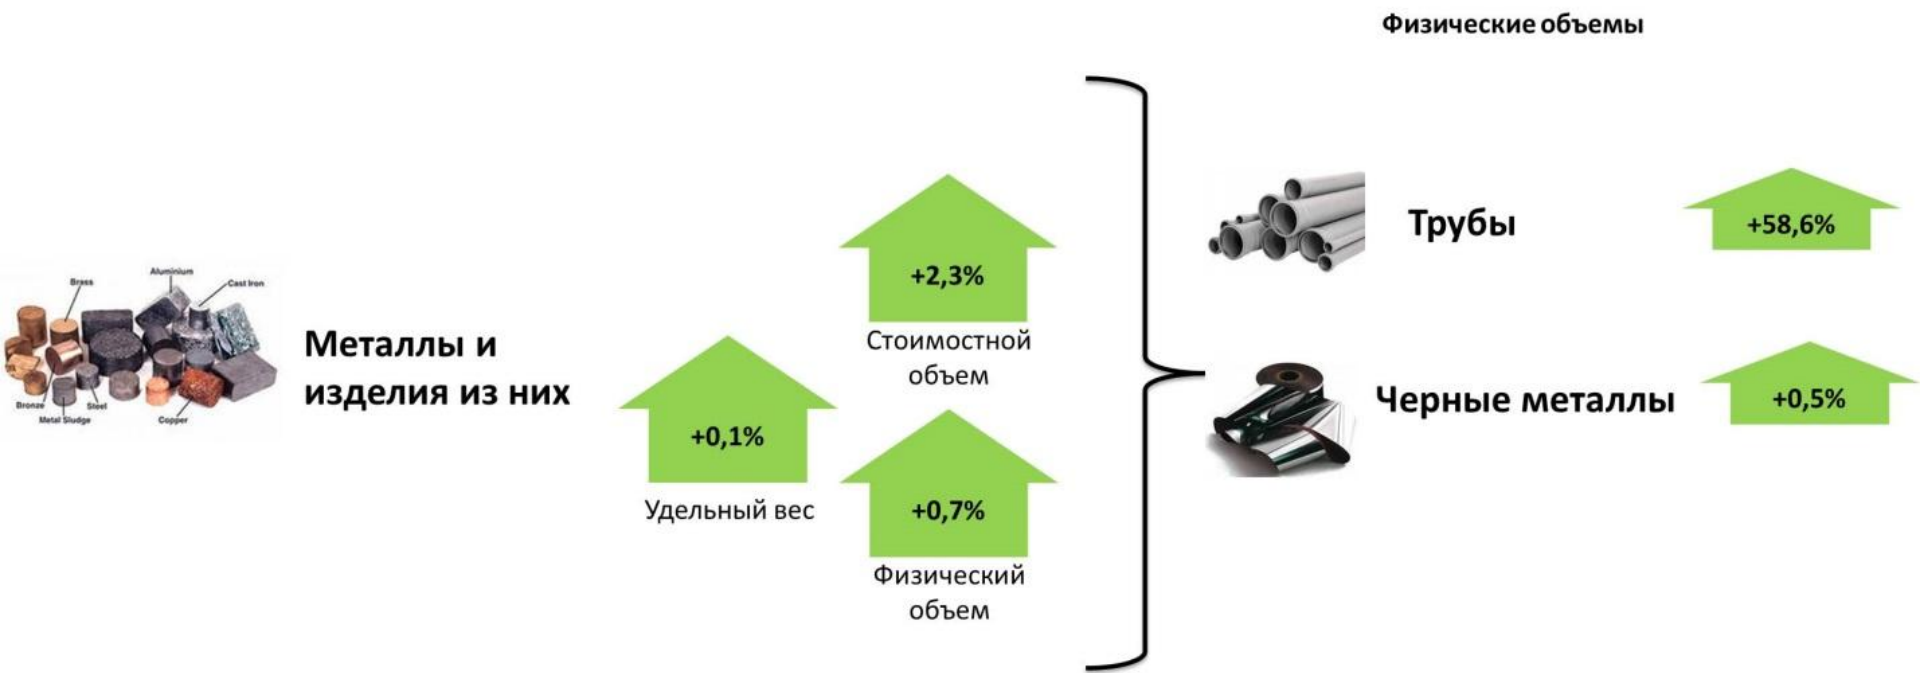 Физические объемы
Трубы
+58,6%
+2,3%
Стоимостной
объем
Aluminium
Brass
Cast Iron
Металлы и
изделия из них
Bronze
Steel
Metal Sludge
Copper
+0,1%
Удельный вес
+0,7%
Физический
объем
Черные металлы
+0,5%